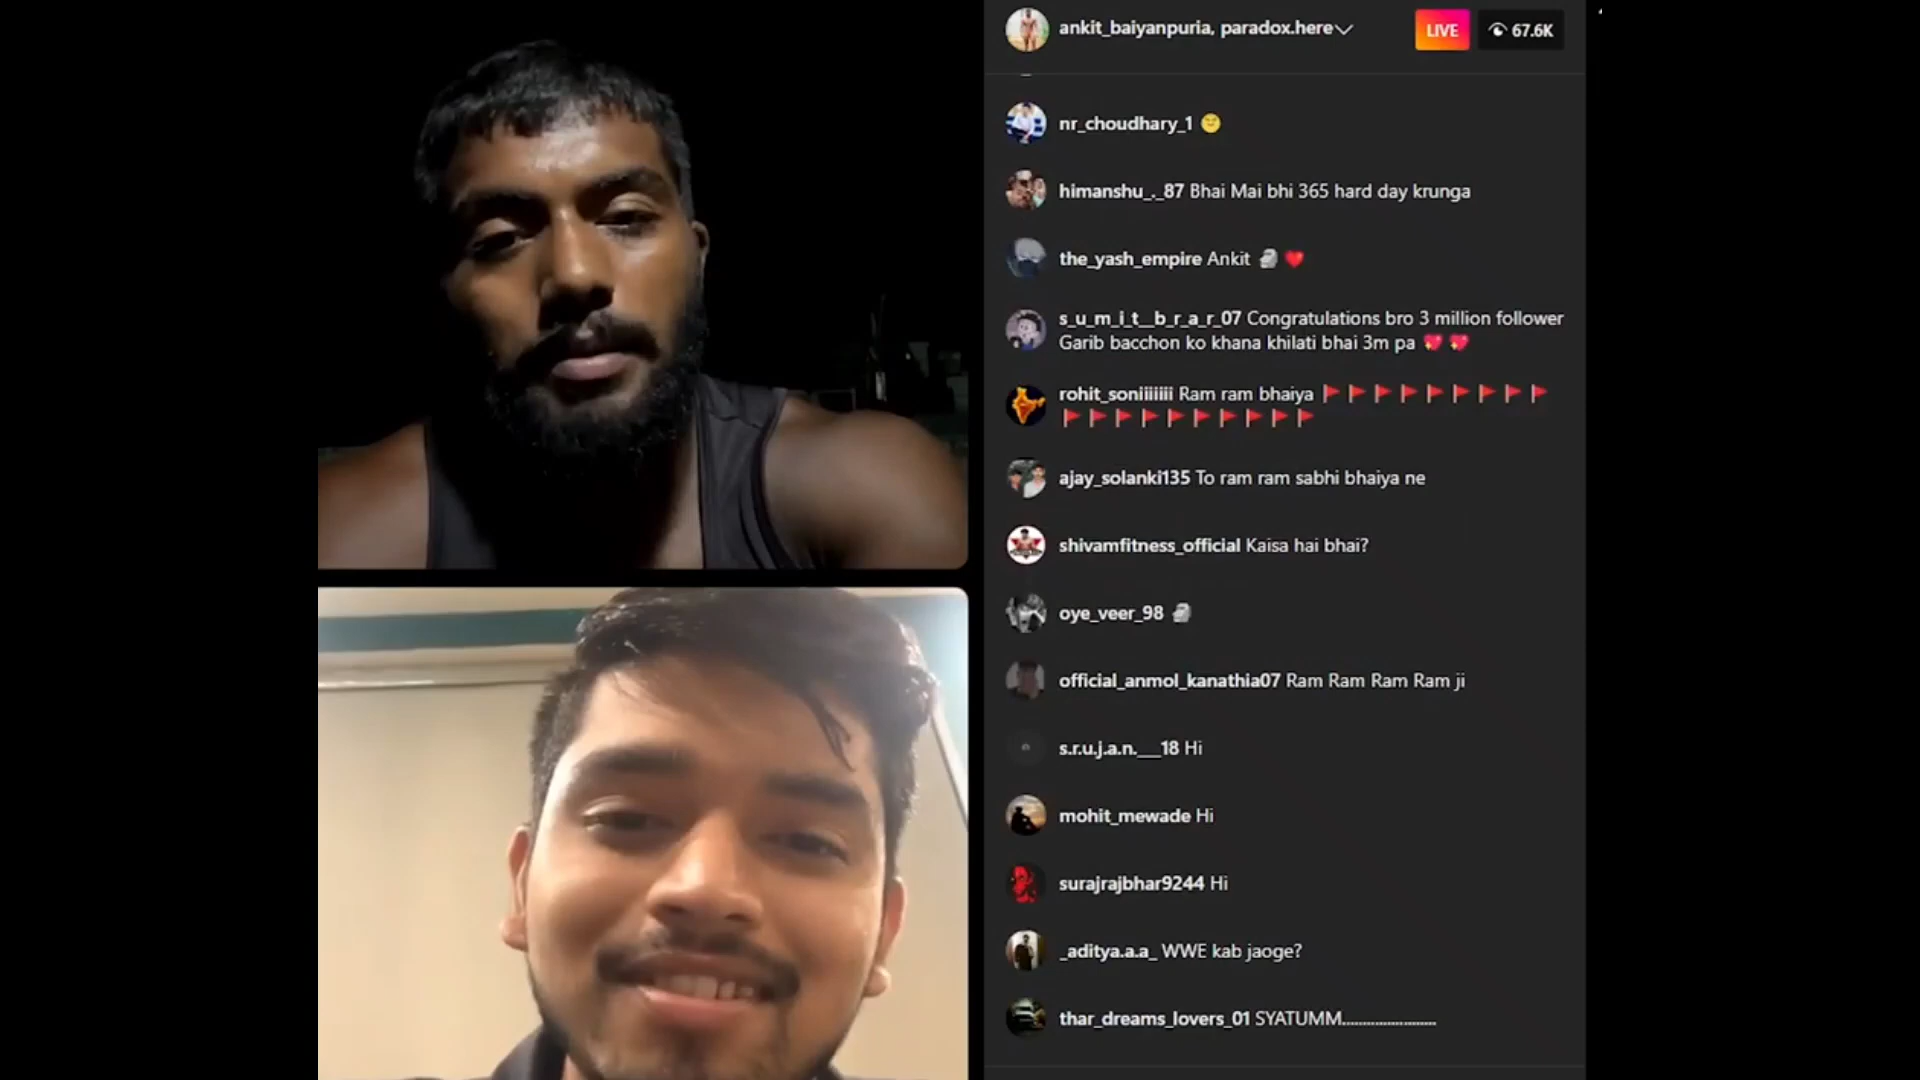 ankit_baiyanpuria, paradox.here
LIVE
67.6K
nr_choudhary_1 🙂
himanshu_._87 Bhai Mai bhi 365 hard day krunga
the_yash_empire Ankit 🗿❤️
s_u_m_i_t__b_r_a_r_07 Congratulations bro 3 million follower
Garib bacchon ko khana khilati bhai 3m pa 💖💖
rohit_soniiiiiii Ram ram bhaiya 🚩🚩🚩🚩🚩🚩🚩🚩🚩
🚩🚩🚩🚩🚩🚩🚩🚩🚩🚩
ajay_solanki135 To ram ram sabhi bhaiya ne
shivamfitness_official Kaisa hai bhai?
oye_veer_98 🗿
official_anmol_kanathia07 Ram Ram Ram Ram ji
s.r.u.j.a.n.___18 Hi
mohit_mewade Hi
surajrajbhar9244 Hi
_aditya.a.a_ WWE kab jaoge?
thar_dreams_lovers_01 SYATUMM.......................